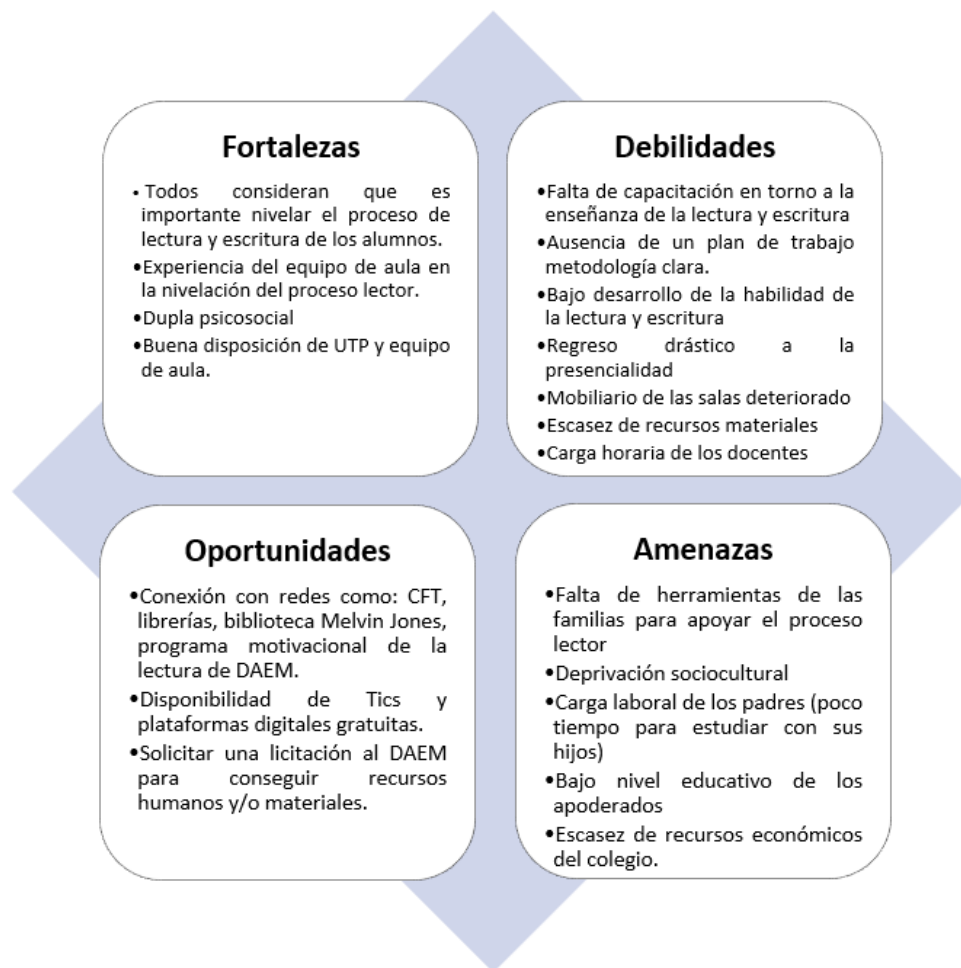 Fortalezas
• Todos consideran que es
importante nivelar el proceso de
lectura y escritura de los alumnos.
•Experiencia del equipo de aula en
la nivelación del proceso lector.
•Dupla psicosocial
•Buena disposición de UTP y equipo
de aula.
Debilidades
•Falta de capacitación en torno a la
enseñanza de la lectura y escritura
•Ausencia de un plan de trabajo
metodología clara.
•Bajo desarrollo de la habilidad de
la lectura y escritura
•Regreso drástico a la
presencialidad
•Mobiliario de las salas deteriorado
•Escasez de recursos materiales
•Carga horaria de los docentes
Oportunidades
•Conexión con redes como: CFT,
librerías, biblioteca Melvin Jones,
programa motivacional de la
lectura de DAEM.
•Disponibilidad de Tics y
plataformas digitales gratuitas.
•Solicitar una licitación al DAEM
para conseguir recursos
humanos y/o materiales.
Amenazas
•Falta de herramientas de las
familias para apoyar el proceso
lector
•Deprivación sociocultural
•Carga laboral de los padres (poco
tiempo para estudiar con sus
hijos)
•Bajo nivel educativo de los
apoderados
•Escasez de recursos económicos
del colegio.